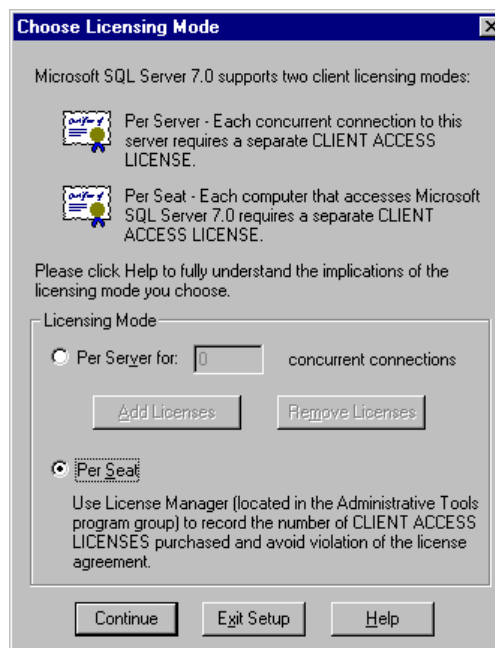 Choose Licensing Mode
Microsoft SQL Server 7.0 supports two client licensing modes:
Per Server - Each concurrent connection to this
server requires a separate CLIENT ACCESS
LICENSE.
Per Seat - Each computer that accesses Microsoft
SQL Server 7.0 requires a separate CLIENT
ACCESS LICENSE.
Please click Help to fully understand the implications of the
licensing mode you choose.
Licensing Mode
Per Server for: 0 concurrent connections
Add Licenses Remove Licenses
Per Seat
Use License Manager (located in the Administrative Tools
program group) to record the number of CLIENT ACCESS
LICENSES purchased and avoid violation of the license
agreement.
Continue Exit Setup Help